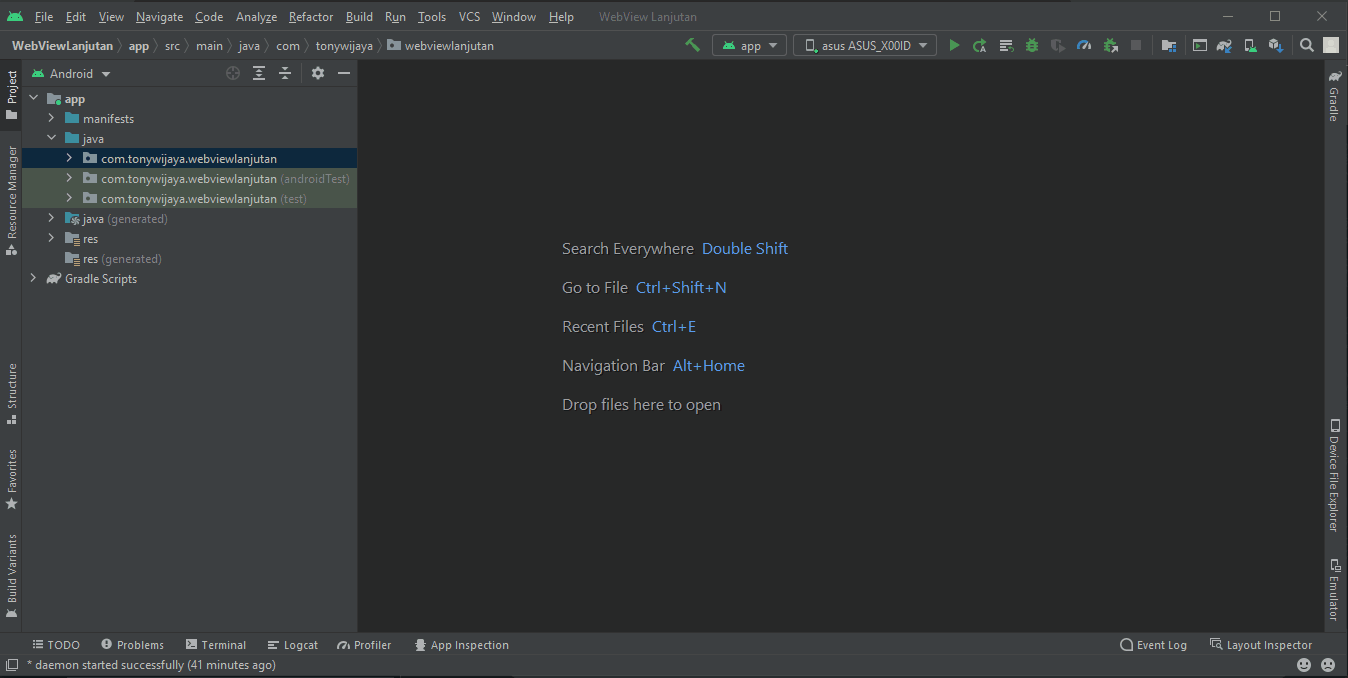 File Edit View Navigate Code Analyze Refactor Build Run Tools VCS Window Help WebView Lanjutan
WebViewLanjutan app src main java com tonywijaya webviewlanjutan app asus ASUS_X00ID
Android
app
manifests
java
com.tonywijaya.webviewlanjutan
com.tonywijaya.webviewlanjutan (androidTest)
com.tonywijaya.webviewlanjutan (test)
java (generated)
res
res (generated)
Gradle Scripts
Project
Resource Manager
Structure
Favorites
Build Variants
Search Everywhere Double Shift
Go to File Ctrl+Shift+N
Recent Files Ctrl+E
Navigation Bar Alt+Home
Drop files here to open
Gradle
Device File Explorer
Emulator
TODO Problems Terminal Logcat Profiler App Inspection Event Log Layout Inspector
* daemon started successfully (41 minutes ago)